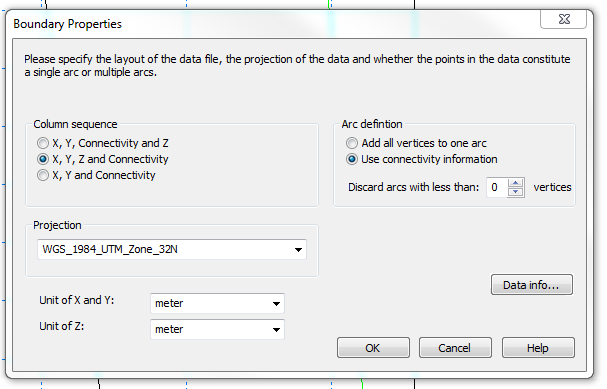 Boundary Properties
Please specify the layout of the data file, the projection of the data and whether the points in the data constitute
a single arc or multiple arcs.
Column sequence
X, Y, Connectivity and Z
X, Y, Z and Connectivity
X, Y and Connectivity
Arc defintion
Add all vertices to one arc
Use connectivity information
Discard arcs with less than: 0 vertices
Projection
WGS_1984_UTM_Zone_32N
Data info...
Unit of X and Y: meter
Unit of Z: meter
OK Cancel Help